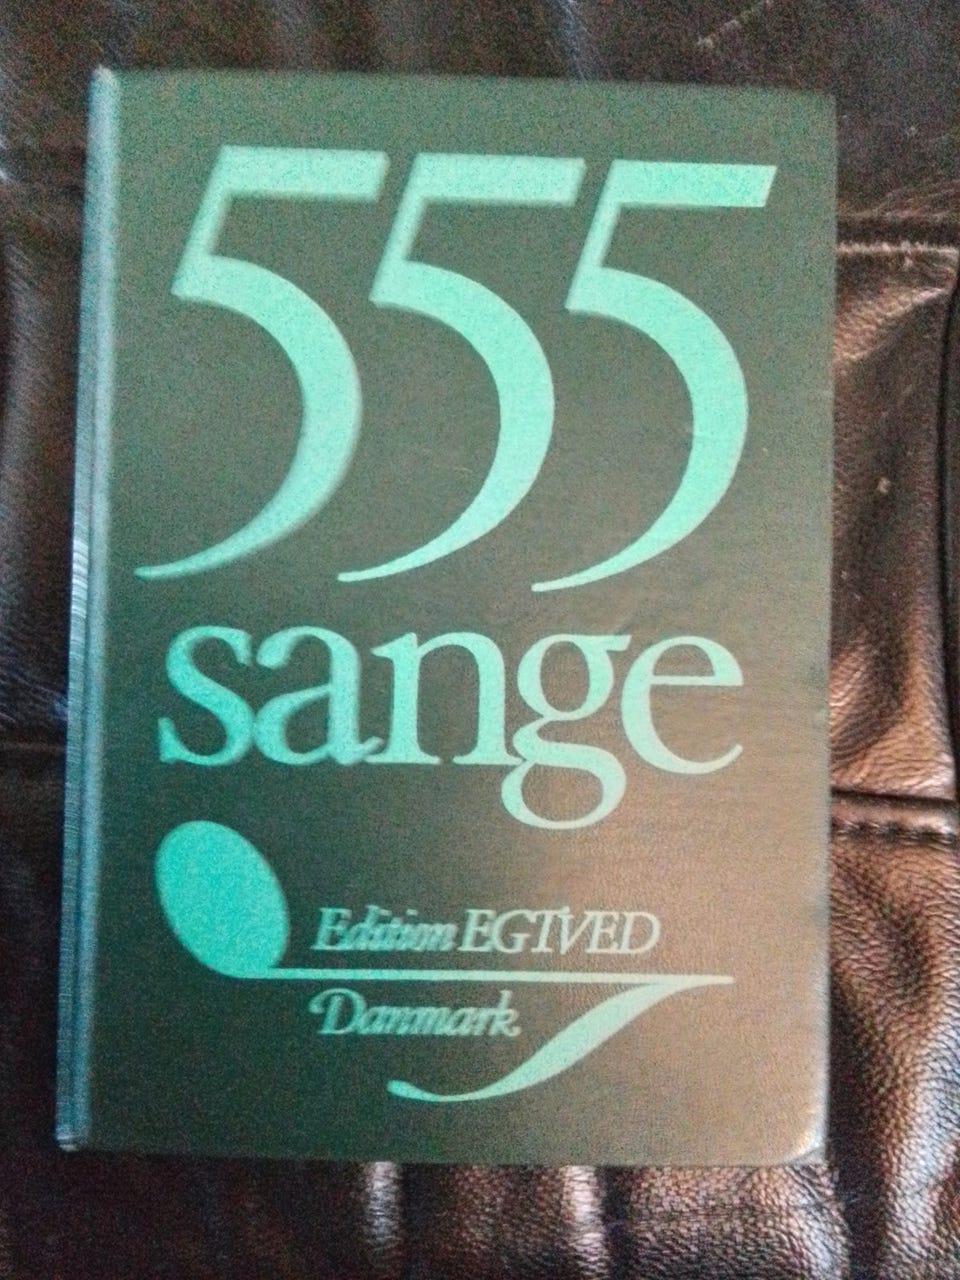 555
sange
Edition EGTVED
Danmark